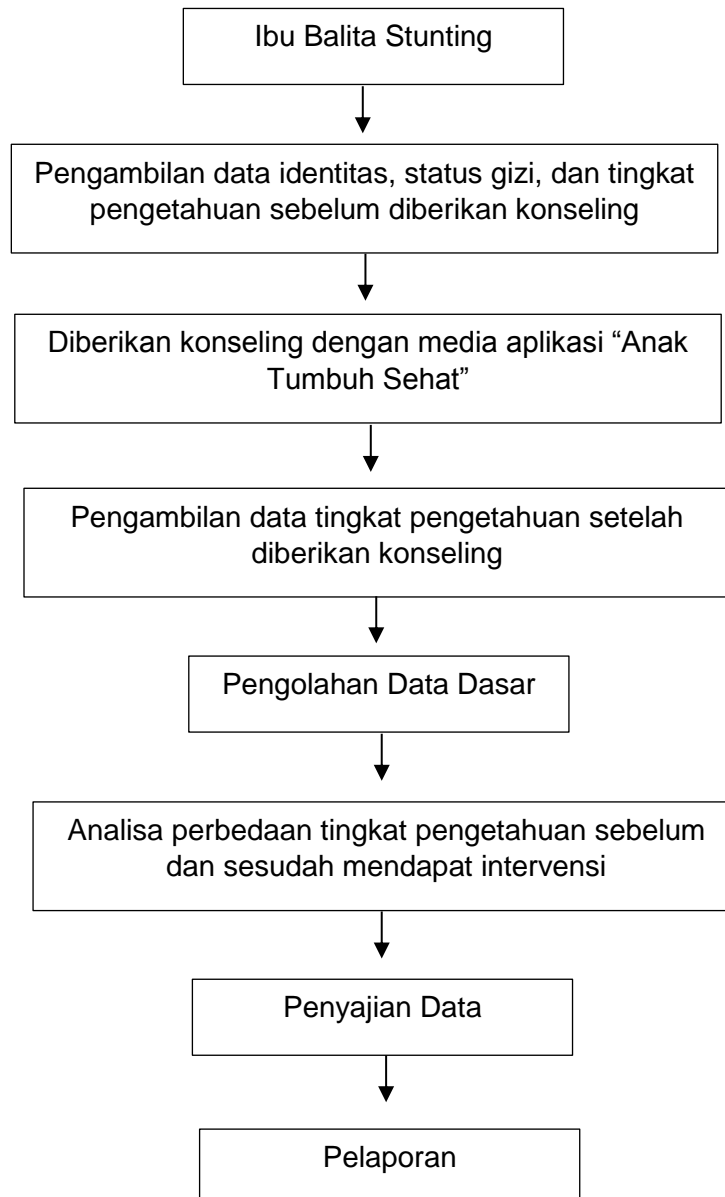 Ibu Balita Stunting
Pengambilan data identitas, status gizi, dan tingkat
pengetahuan sebelum diberikan konseling
Diberikan konseling dengan media aplikasi “Anak
Tumbuh Sehat”
Pengambilan data tingkat pengetahuan setelah
diberikan konseling
Pengolahan Data Dasar
Analisa perbedaan tingkat pengetahuan sebelum
dan sesudah mendapat intervensi
Penyajian Data
Pelaporan